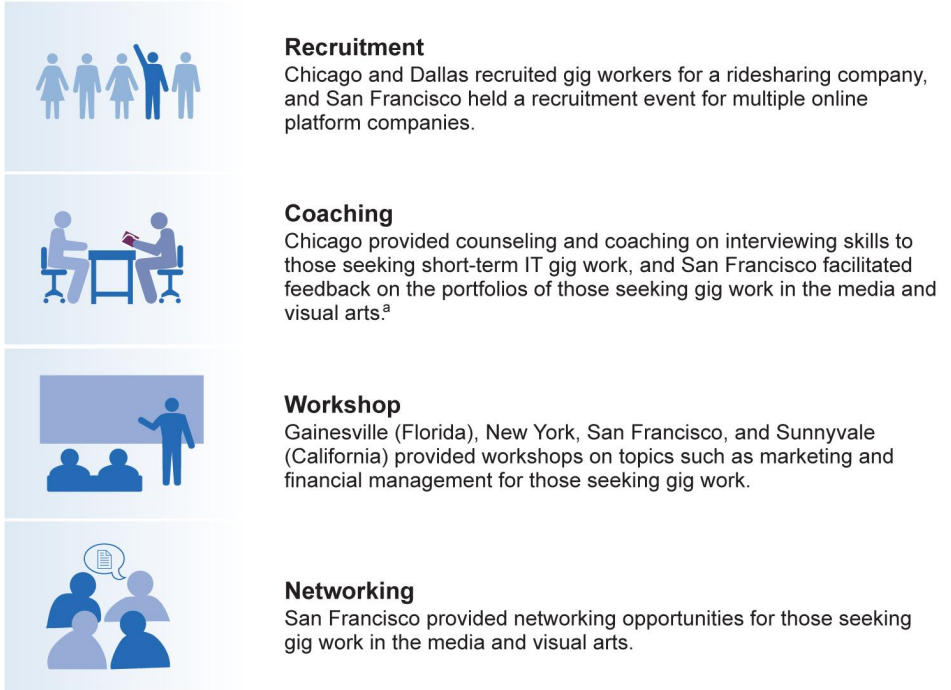 Recruitment
Chicago and Dallas recruited gig workers for a ridesharing company,
and San Francisco held a recruitment event for multiple online
platform companies.
Coaching
Chicago provided counseling and coaching on interviewing skills to
those seeking short-term IT gig work, and San Francisco facilitated
feedback on the portfolios of those seeking gig work in the media and
visual arts.ª
Workshop
Gainesville (Florida), New York, San Francisco, and Sunnyvale
(California) provided workshops on topics such as marketing and
financial management for those seeking gig work.
Networking
San Francisco provided networking opportunities for those seeking
gig work in the media and visual arts.